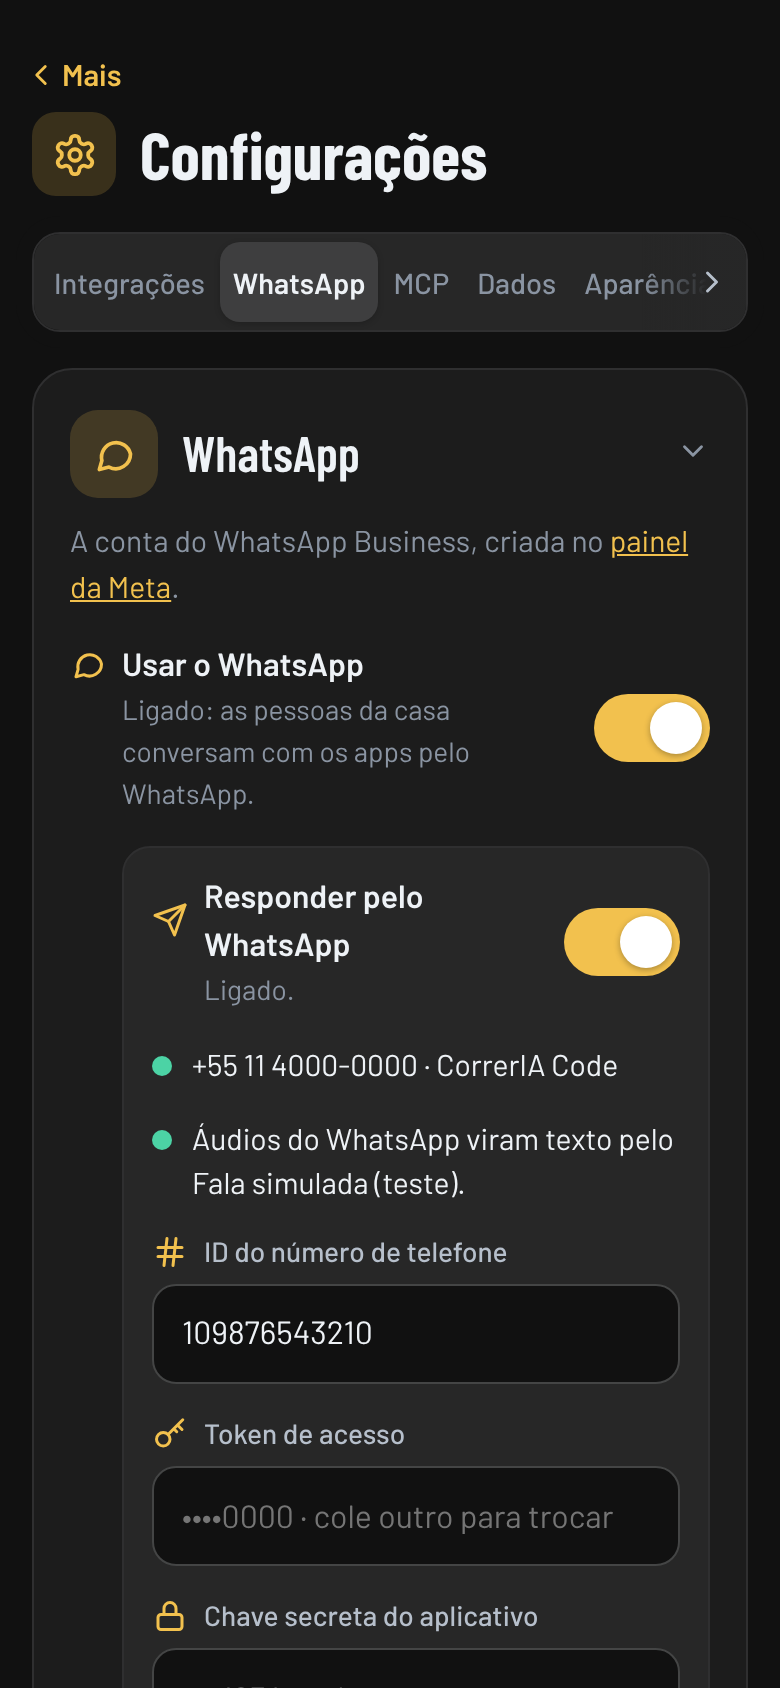 Mais
Configurações
Integrações WhatsApp MCP Dados Aparênci
WhatsApp
A conta do WhatsApp Business, criada no painel
da Meta.
Usar o WhatsApp
Ligado: as pessoas da casa
conversam com os apps pelo
WhatsApp.
Responder pelo
WhatsApp
Ligado.
+55 11 4000-0000 · CorrerIA Code
Áudios do WhatsApp viram texto pelo
Fala simulada (teste).
ID do número de telefone
109876543210
Token de acesso
••••0000 · cole outro para trocar
Chave secreta do aplicativo